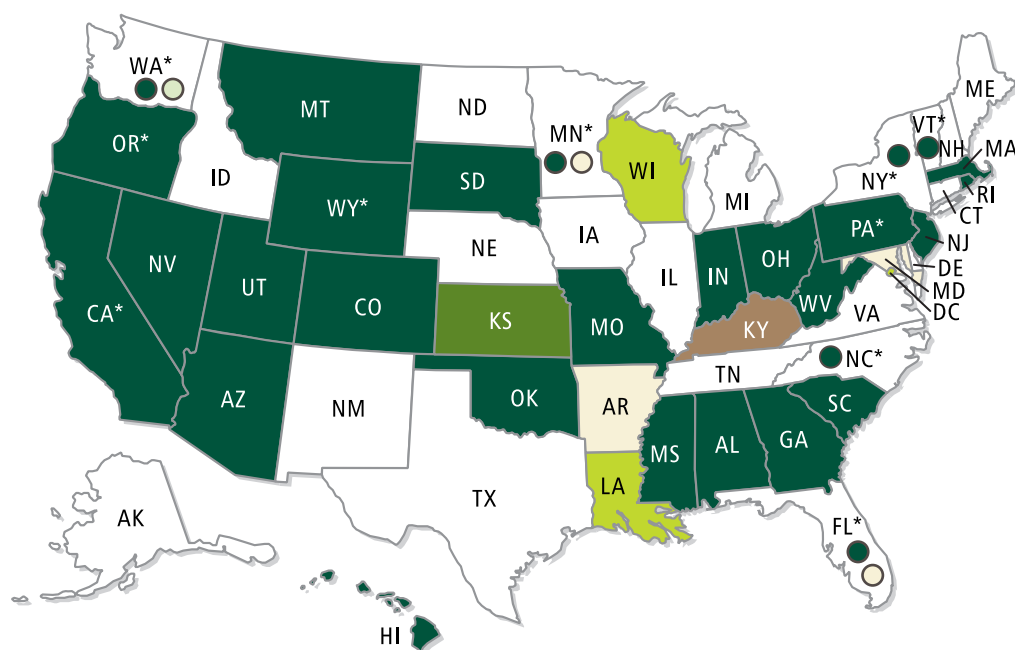 WA*
MT
ND
MN*
ME
VT*
NH
MA
OR*
ID
WY*
SD
WI
MI
NY*
RI
CT
NE
IA
PA*
NJ
NV
UT
CO
KS
MO
IL
IN
OH
WV
DE
MD
DC
CA*
VA
KY
NC*
TN
AZ
NM
OK
AR
SC
MS
AL
GA
LA
TX
AK
FL*
HI